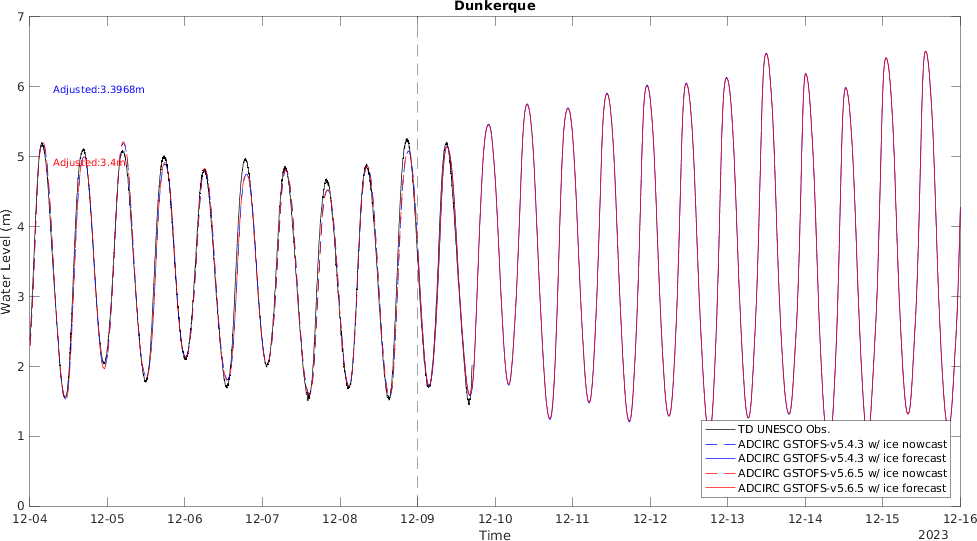 Dunkerque
7
6
5
4
3
2
1
0
Water Level (m)
Adjusted:3.3968m
Adjusted:3.4m
TD UNESCO Obs.
ADCIRC GSTOFS-v5.4.3 w/ ice nowcast
ADCIRC GSTOFS-v5.4.3 w/ ice forecast
ADCIRC GSTOFS-v5.6.5 w/ ice nowcast
ADCIRC GSTOFS-v5.6.5 w/ ice forecast
12-04 12-05 12-06 12-07 12-08 12-09 12-10 12-11 12-12 12-13 12-14 12-15 12-16
Time
2023